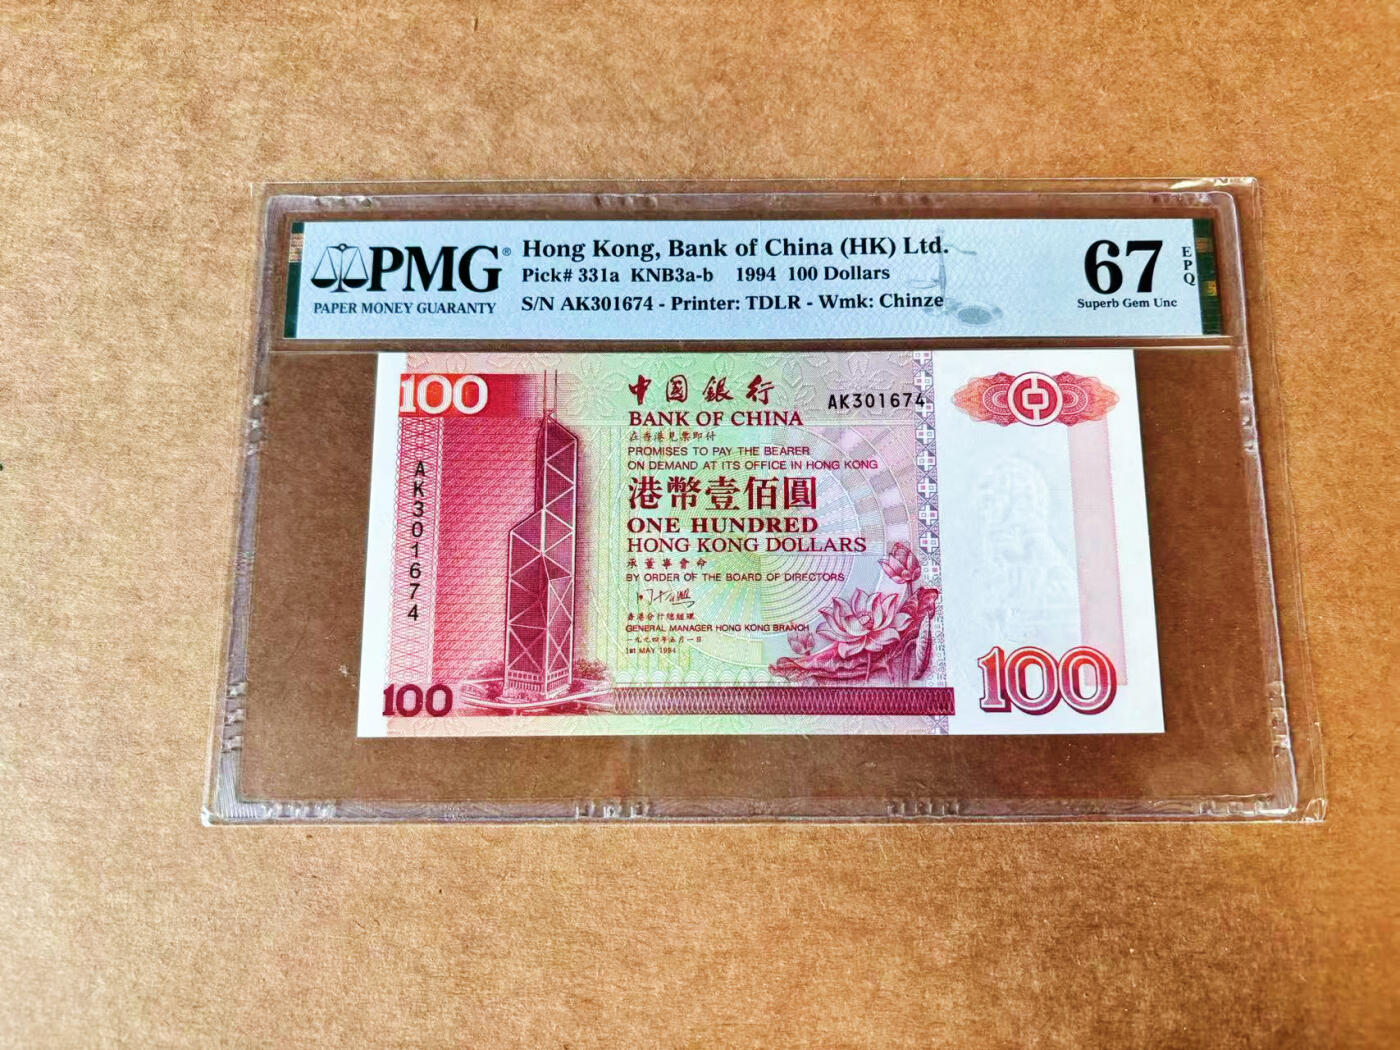 PMG®
PAPER MONEY GUARANTY
Hong Kong, Bank of China (HK) Ltd.
Pick# 331a KNB3a-b 1994 100 Dollars
S/N AK301674 - Printer: TDLR - Wmk: Chinze
67
EPQ
Superb Gem Unc
100
中國銀行
AK301674
BANK OF CHINA
在香港見票即付
PROMISES TO PAY THE BEARER
ON DEMAND AT ITS OFFICE IN HONG KONG
港幣壹佰圓
ONE HUNDRED
HONG KONG DOLLARS
承董事會命
BY ORDER OF THE BOARD OF DIRECTORS
香港分行總經理
GENERAL MANAGER HONG KONG BRANCH
一九九四年五月一日
1st MAY 1994
AK301674
100
100